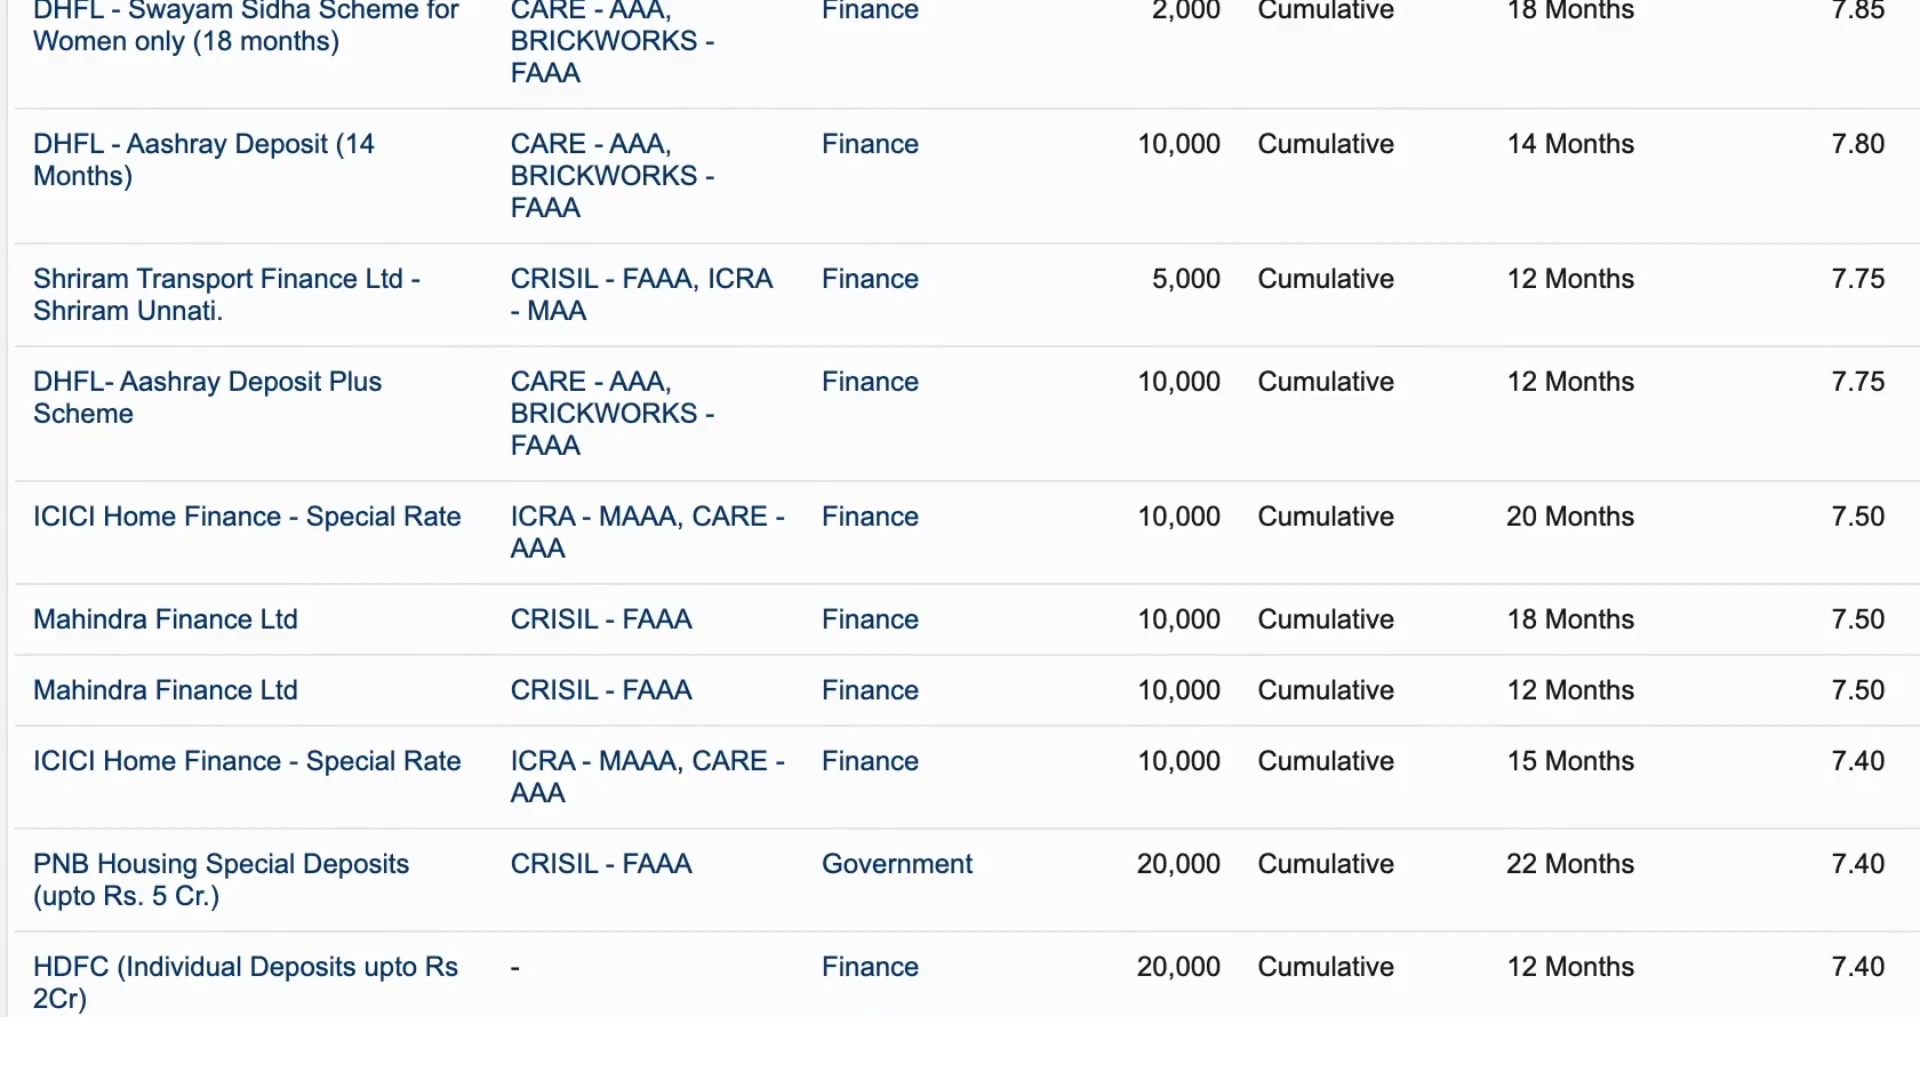 DHFL - Swayam Sidha Scheme for CARE - AAA, Finance 2,000 Cumulative 18 Months 7.85
Women only (18 months) BRICKWORKS -
FAAA
DHFL - Aashray Deposit (14 CARE - AAA, Finance 10,000 Cumulative 14 Months 7.80
Months) BRICKWORKS -
FAAA
Shriram Transport Finance Ltd - CRISIL - FAAA, ICRA Finance 5,000 Cumulative 12 Months 7.75
Shriram Unnati. - MAA
DHFL- Aashray Deposit Plus CARE - AAA, Finance 10,000 Cumulative 12 Months 7.75
Scheme BRICKWORKS -
FAAA
ICICI Home Finance - Special Rate ICRA - MAAA, CARE - Finance 10,000 Cumulative 20 Months 7.50
AAA
Mahindra Finance Ltd CRISIL - FAAA Finance 10,000 Cumulative 18 Months 7.50
Mahindra Finance Ltd CRISIL - FAAA Finance 10,000 Cumulative 12 Months 7.50
ICICI Home Finance - Special Rate ICRA - MAAA, CARE - Finance 10,000 Cumulative 15 Months 7.40
AAA
PNB Housing Special Deposits CRISIL - FAAA Government 20,000 Cumulative 22 Months 7.40
(upto Rs. 5 Cr.)
HDFC (Individual Deposits upto Rs - Finance 20,000 Cumulative 12 Months 7.40
2Cr)